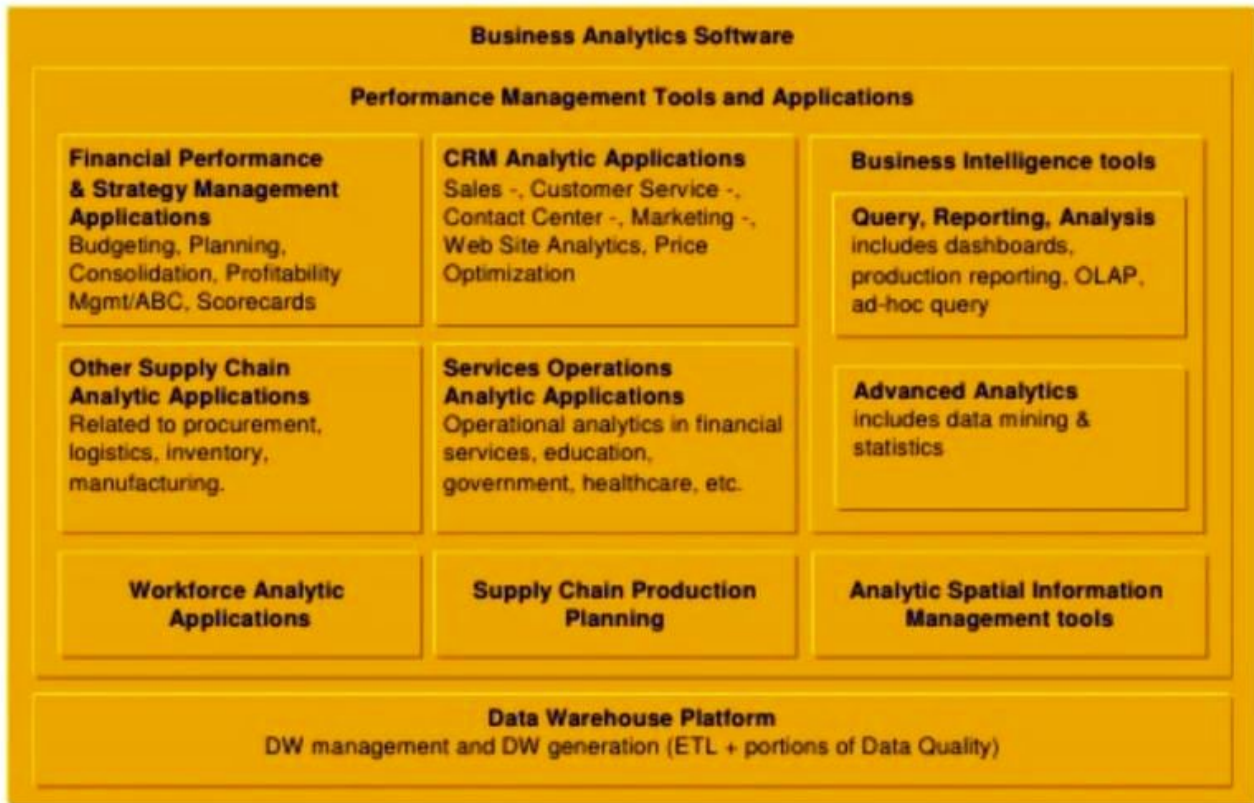 Business Analytics Software
Performance Management Tools and Applications
Financial Performance
& Strategy Management
Applications
Budgeting, Planning,
Consolidation, Profitability
Mgmt/ABC, Scorecards
CRM Analytic Applications
Sales -, Customer Service -,
Contact Center -, Marketing -,
Web Site Analytics, Price
Optimization
Business Intelligence tools
Query, Reporting, Analysis
includes dashboards,
production reporting, OLAP,
ad-hoc query
Advanced Analytics
includes data mining &
statistics
Other Supply Chain
Analytic Applications
Related to procurement,
logistics, inventory,
manufacturing.
Services Operations
Analytic Applications
Operational analytics in financial
services, education,
government, healthcare, etc.
Workforce Analytic
Applications
Supply Chain Production
Planning
Analytic Spatial Information
Management tools
Data Warehouse Platform
DW management and DW generation (ETL + portions of Data Quality)